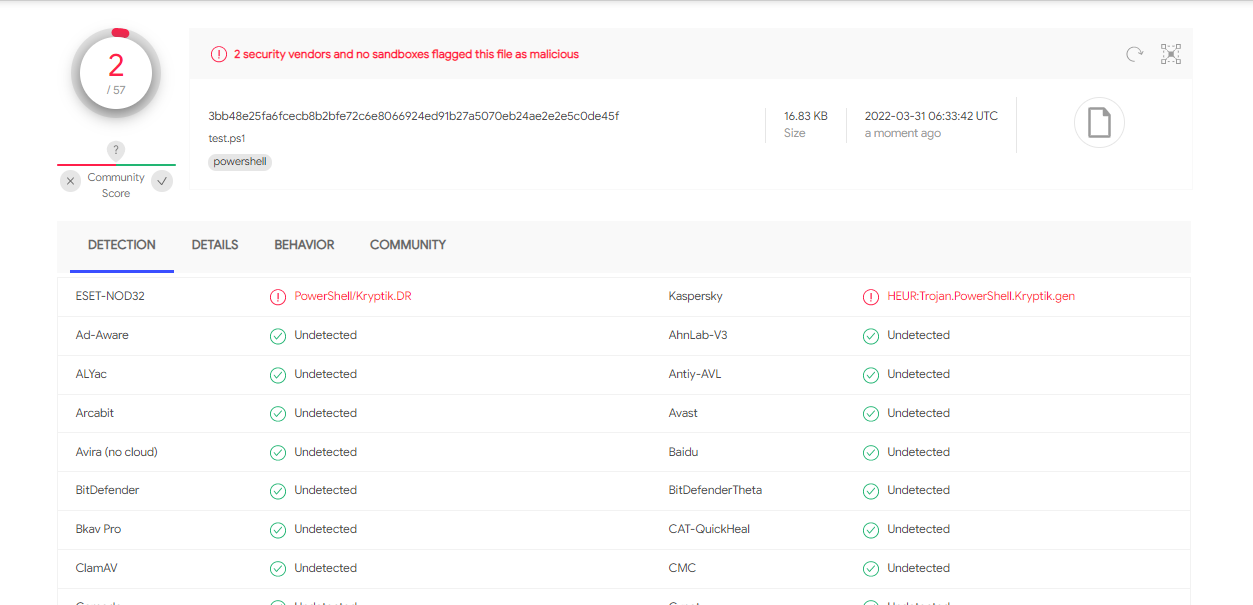 2
/ 57
?
Community
Score
2 security vendors and no sandboxes flagged this file as malicious
3bb48e25fa6fcecb8b2bfe72c6e8066924ed91b27a5070eb24ae2e2e5c0de45f
test.ps1
powershell
16.83 KB
Size
2022-03-31 06:33:42 UTC
a moment ago
DETECTION DETAILS BEHAVIOR COMMUNITY
ESET-NOD32 PowerShell/Kryptik.DR Kaspersky HEUR:Trojan.PowerShell.Kryptik.gen
Ad-Aware Undetected AhnLab-V3 Undetected
ALYac Undetected Antiy-AVL Undetected
Arcabit Undetected Avast Undetected
Avira (no cloud) Undetected Baidu Undetected
BitDefender Undetected BitDefenderTheta Undetected
Bkav Pro Undetected CAT-QuickHeal Undetected
ClamAV Undetected CMC Undetected